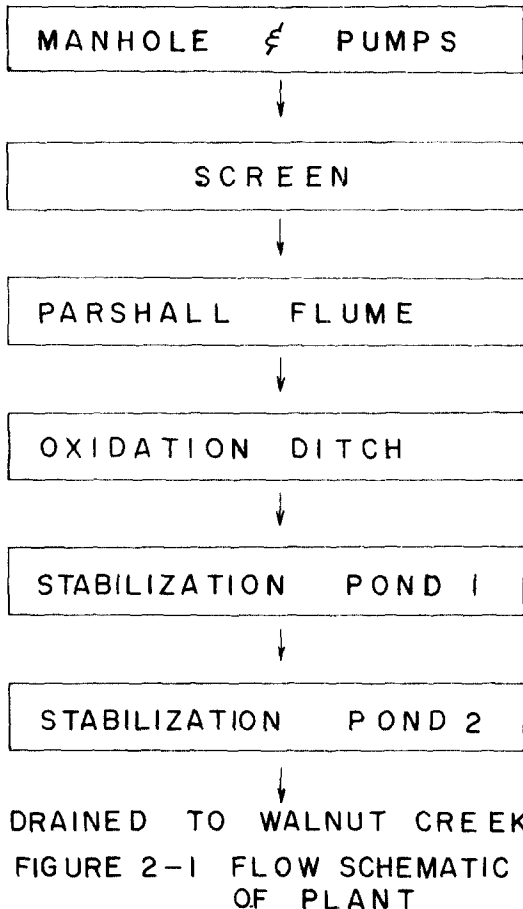 MANHOLE & PUMPS
SCREEN
PARSHALL FLUME
OXIDATION DITCH
STABILIZATION POND 1
STABILIZATION POND 2
DRAINED TO WALNUT CREEK
FIGURE 2-1 FLOW SCHEMATIC
OF PLANT